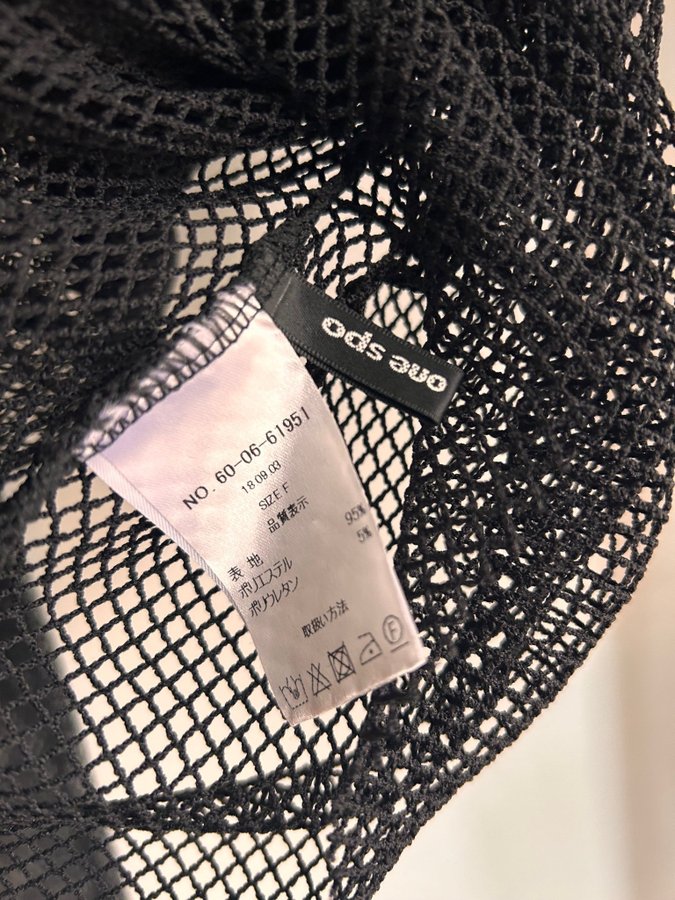 one spo
NO. 60-06-61951
18 09 03
SIZE F
品質表示
表 地
ポリエステル 95%
ポリウレタン 5%
取扱い方法
F